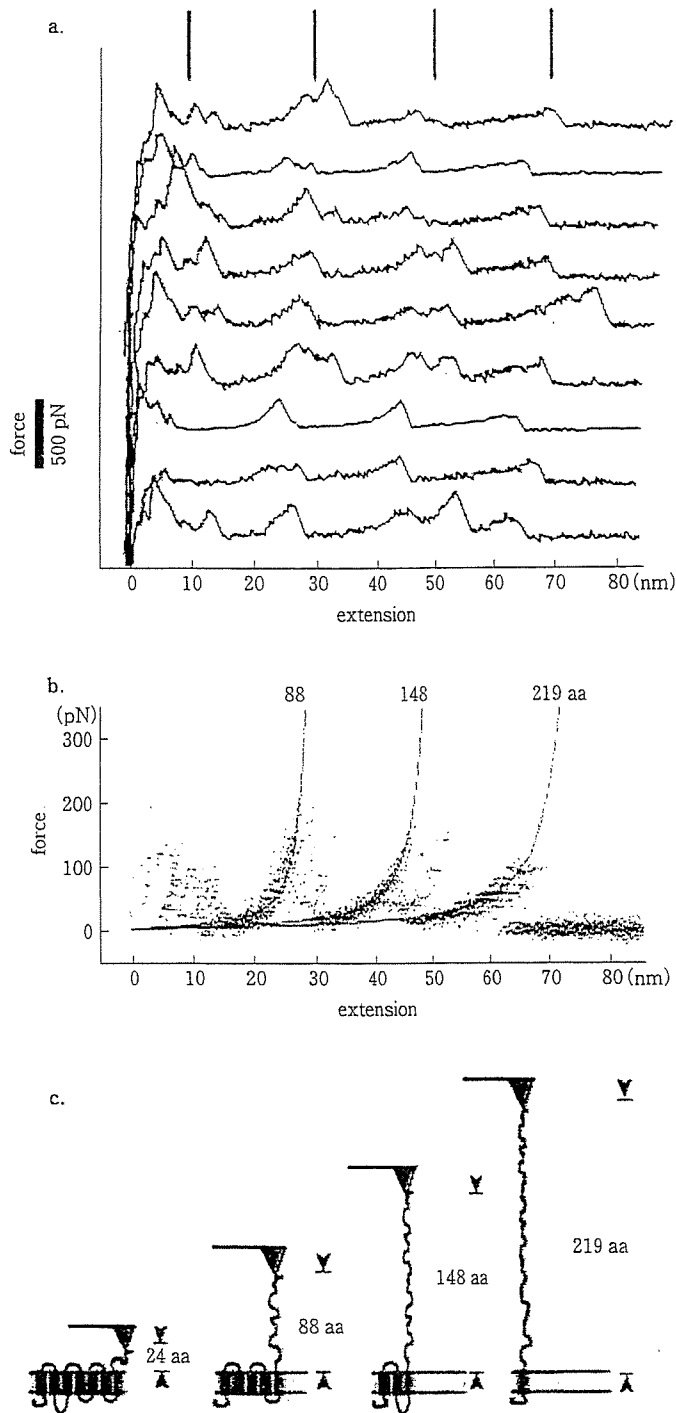 a.
force
500 pN
0 10 20 30 40 50 60 70 80(nm)
extension
b.
88 148 219 aa
(pN)
300
200
100
0
force
0 10 20 30 40 50 60 70 80(nm)
extension
c.
24 aa
88 aa
148 aa
219 aa